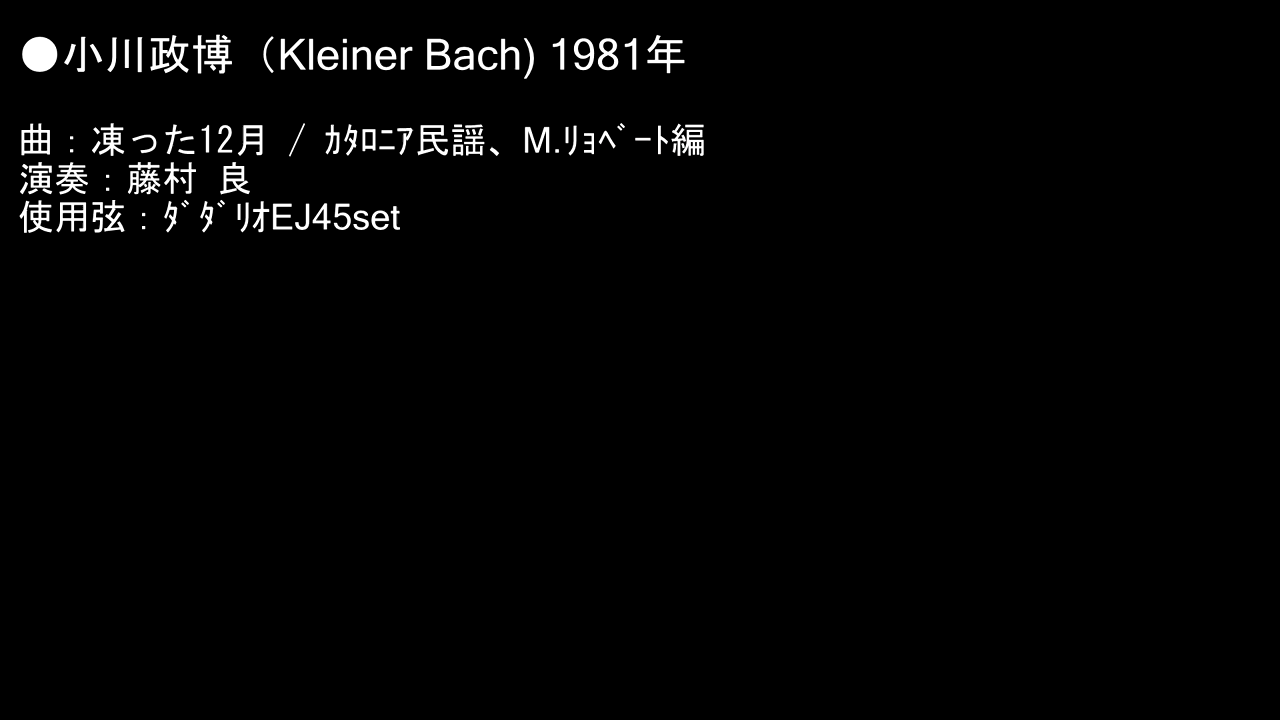 ●小川政博（Kleiner Bach) 1981年
曲：凍った12月 / ｶﾀﾛﾆｱ民謡、M.ﾘｮﾍﾞｰﾄ編
演奏：藤村 良
使用弦：ﾀﾞﾀﾞﾘｵEJ45set